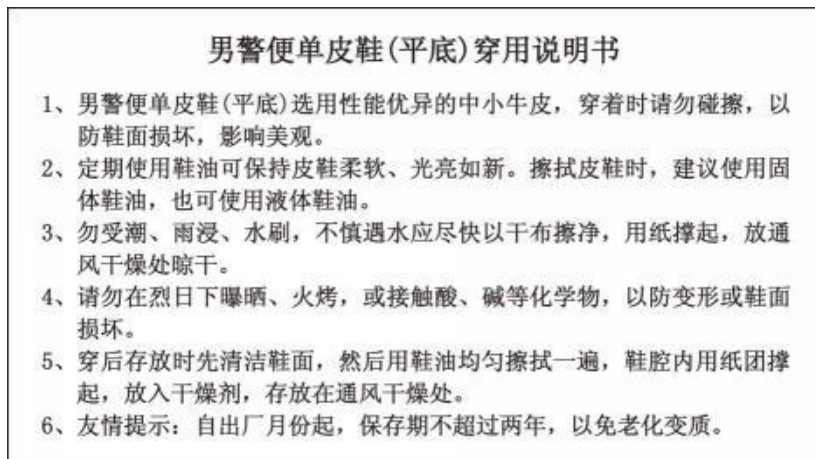 男警便单皮鞋(平底)穿用说明书
1、男警便单皮鞋(平底)选用性能优异的中小牛皮，穿着时请勿碰擦，以
防鞋面损坏，影响美观。
2、定期使用鞋油可保持皮鞋柔软、光亮如新。擦拭皮鞋时，建议使用固
体鞋油，也可使用液体鞋油。
3、勿受潮、雨浸、水刷，不慎遇水应尽快以干布擦净，用纸撑起，放通
风干燥处晾干。
4、请勿在烈日下曝晒、火烤，或接触酸、碱等化学物，以防变形或鞋面
损坏。
5、穿后存放时先清洁鞋面，然后用鞋油均匀擦拭一遍，鞋腔内用纸团撑
起，放入干燥剂，存放在通风干燥处。
6、友情提示：自出厂月份起，保存期不超过两年，以免老化变质。